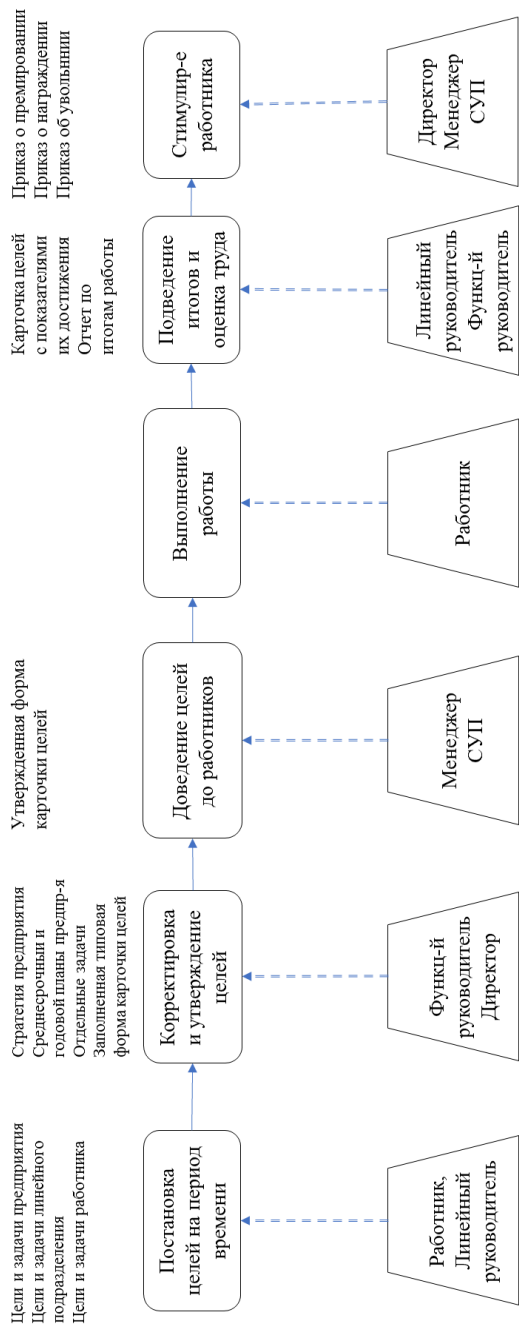 Цели и задачи предприятия
Цели и задачи линейного
подразделения
Цели и задачи работника
Стратегия предприятия
Среднесрочный и
годовой планы предпр-я
Отдельные задачи
Заполненная типовая
форма карточки целей
Утвержденная форма
карточки целей
Карточка целей
с показателями
их достижения
Отчет по
итогам работы
Приказ о премировании
Приказ о награждении
Приказ об увольннии
Постановка
целей на период
времени
Корректировка
и утверждение
целей
Доведение целей
до работников
Выполнение
работы
Подведение
итогов и
оценка труда
Стимулир-е
работника
Работник,
Линейный
руководитель
Функц-й
руководитель
Директор
Менеджер
СУП
Работник
Линейный
руководитель
Функц-й
руководитель
Директор
Менеджер
СУП